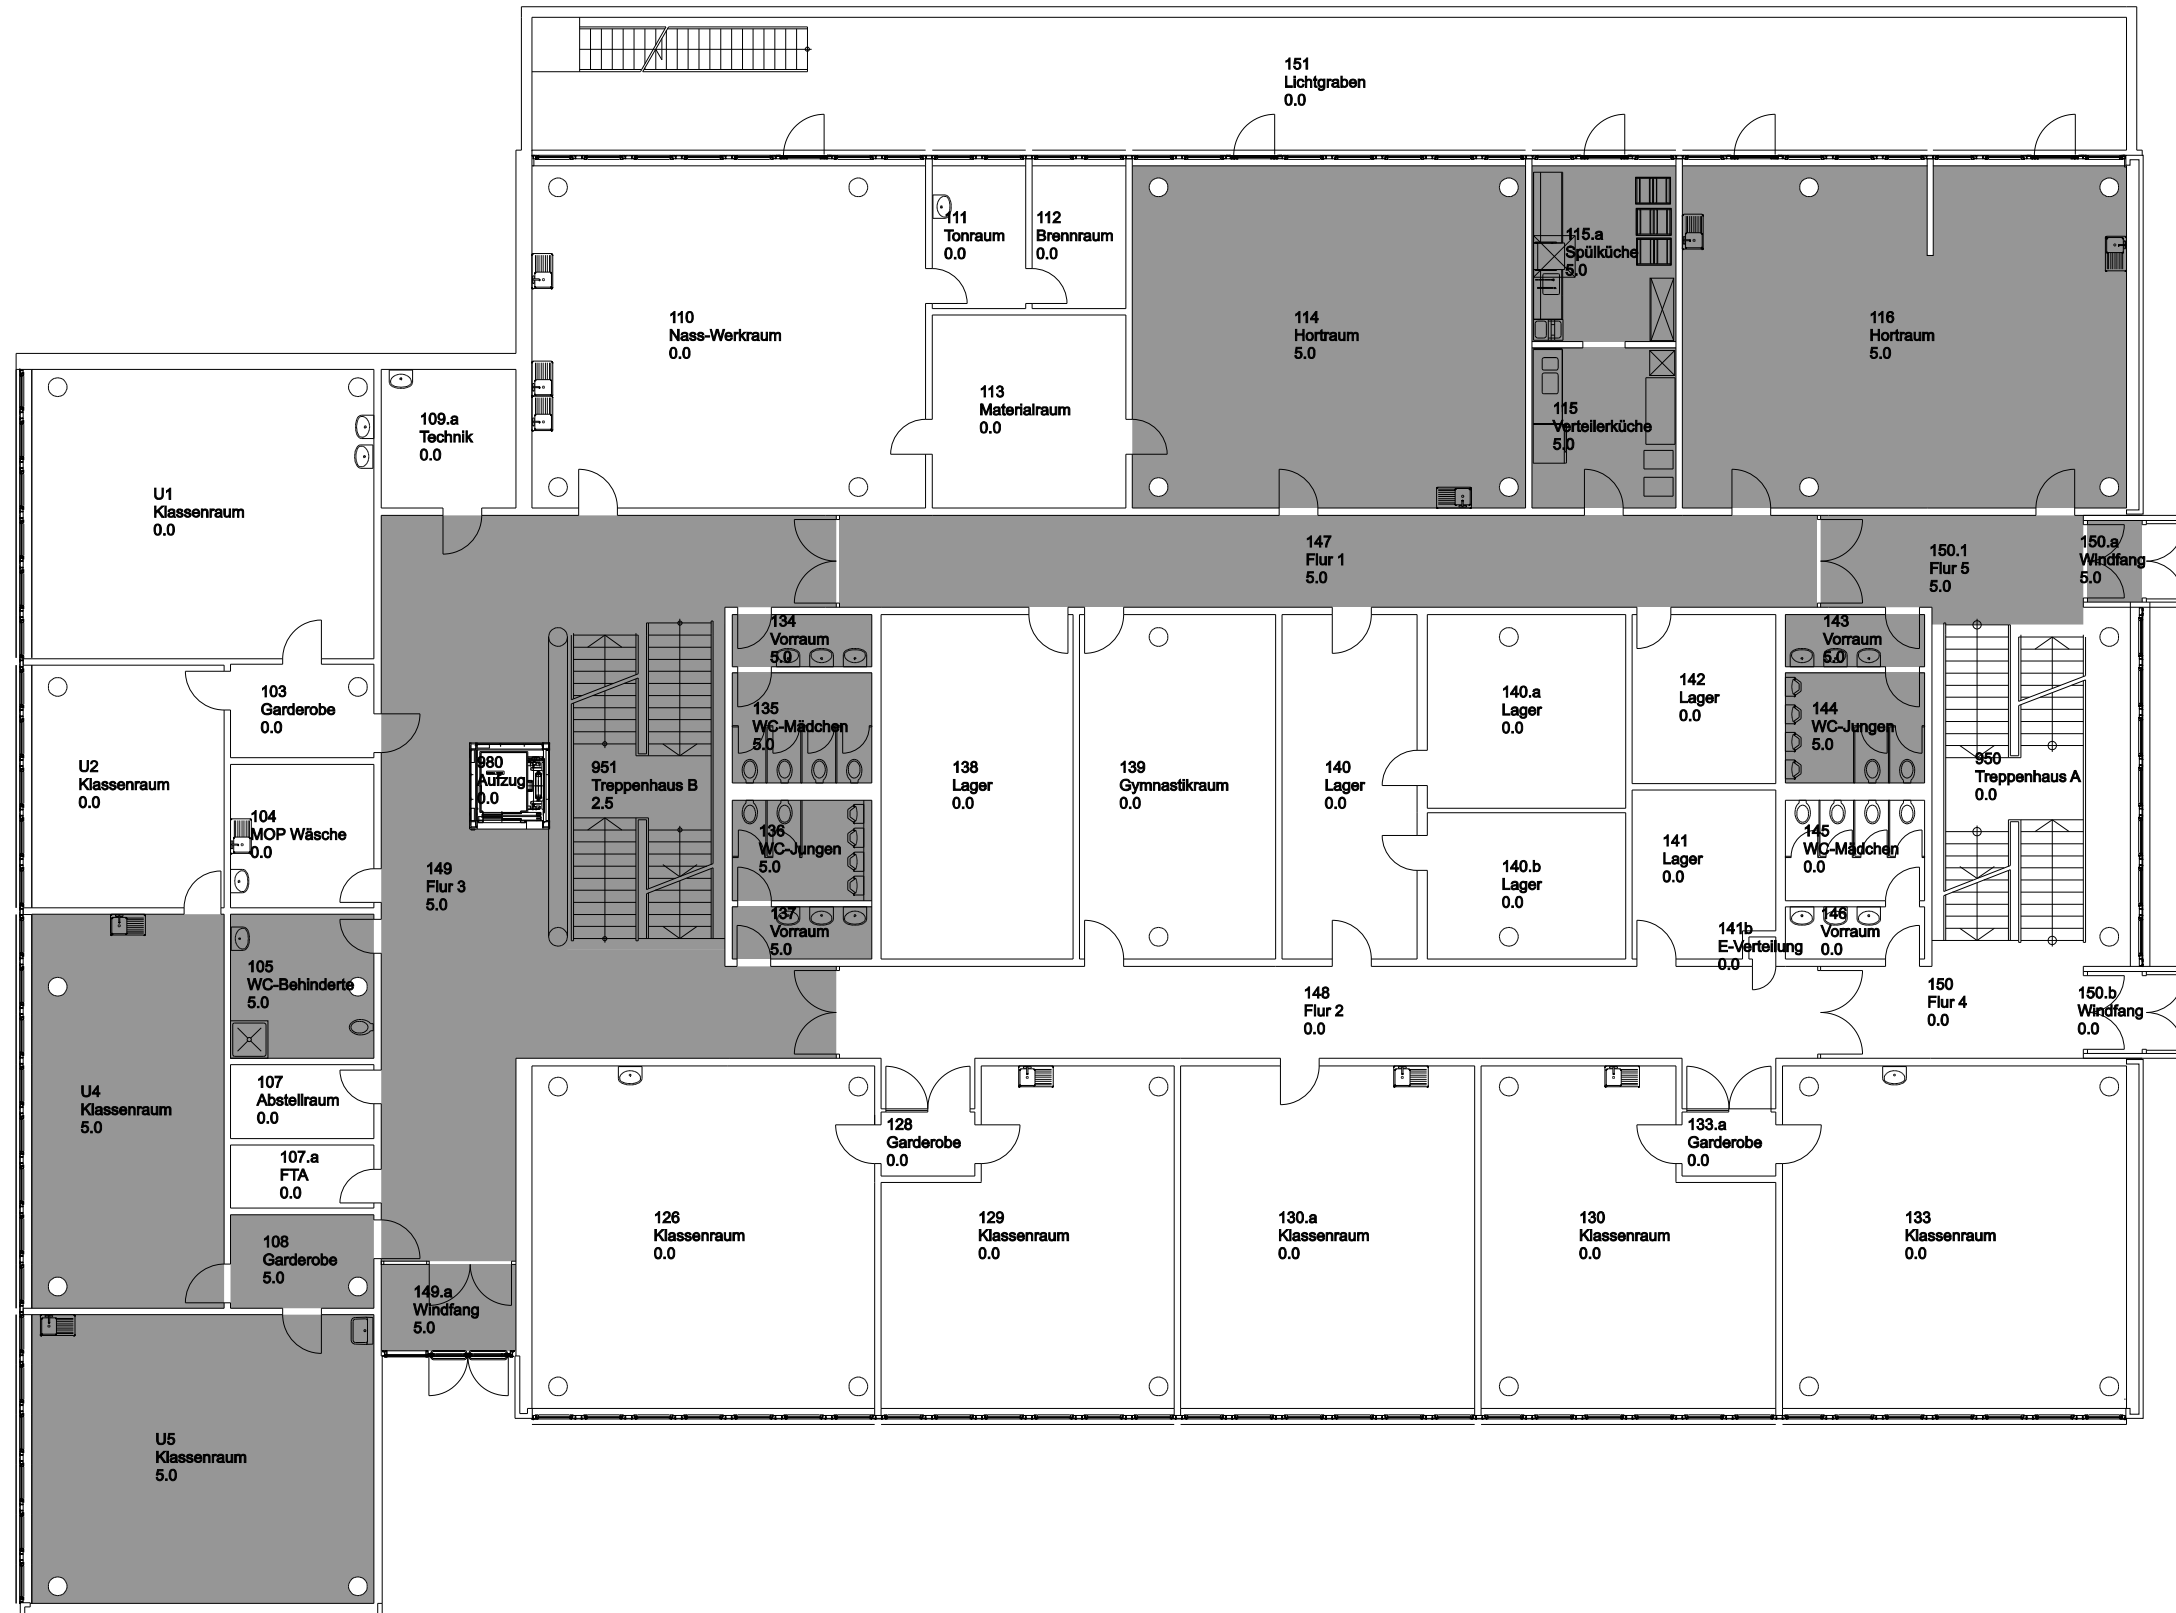 151
Lichtgraben
0.0
111
Tonraum
0.0
112
Brennraum
0.0
115.a
Spülküche
5.0
110
Nass-Werkraum
0.0
114
Hortraum
5.0
116
Hortraum
5.0
113
Materialraum
0.0
109.a
Technik
0.0
115
Verteilerküche
5.0
U1
Klassenraum
0.0
147
Flur 1
5.0
150.1
Flur 5
5.0
150.a
Windfang
5.0
134
Vorraum
5.0
143
Vorraum
5.0
103
Garderobe
0.0
135
WC-Mädchen
5.0
140.a
Lager
0.0
142
Lager
0.0
144
WC-Jungen
5.0
U2
Klassenraum
0.0
980
Aufzug
0.0
951
Treppenhaus B
2.5
138
Lager
0.0
139
Gymnastikraum
0.0
140
Lager
0.0
950
Treppenhaus A
0.0
104
MOP Wäsche
0.0
136
WC-Jungen
5.0
141
Lager
0.0
145
WC-Mädchen
0.0
149
Flur 3
5.0
140.b
Lager
0.0
137
Vorraum
5.0
141b
E-Verteilung
0.0
146
Vorraum
0.0
105
WC-Behinderte
5.0
148
Flur 2
0.0
150
Flur 4
0.0
150.b
Windfang
0.0
U4
Klassenraum
5.0
107
Abstellraum
0.0
128
Garderobe
0.0
133.a
Garderobe
0.0
107.a
FTA
0.0
126
Klassenraum
0.0
129
Klassenraum
0.0
130.a
Klassenraum
0.0
130
Klassenraum
0.0
133
Klassenraum
0.0
108
Garderobe
5.0
149.a
Windfang
5.0
U5
Klassenraum
5.0